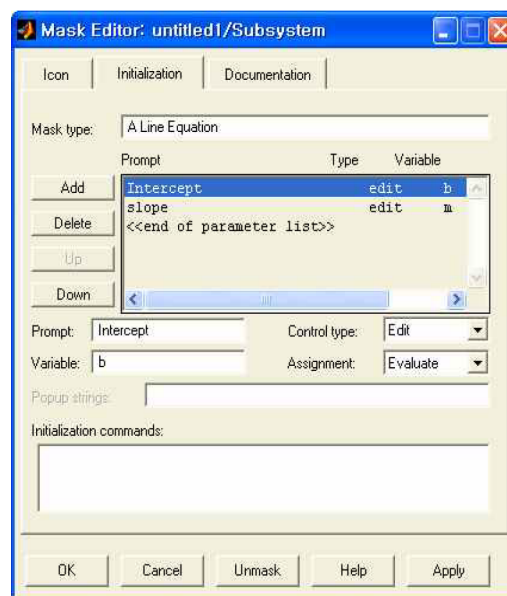 Mask Editor: untitled1/Subsystem
Icon Initialization Documentation
Mask type: A Line Equation
Prompt Type Variable
Add
Delete
Up
Down
Intercept edit b
slope edit m
<<end of parameter list>>
Prompt: Intercept Control type: Edit
Variable: b Assignment: Evaluate
Popup strings:
Initialization commands:
OK Cancel Unmask Help Apply